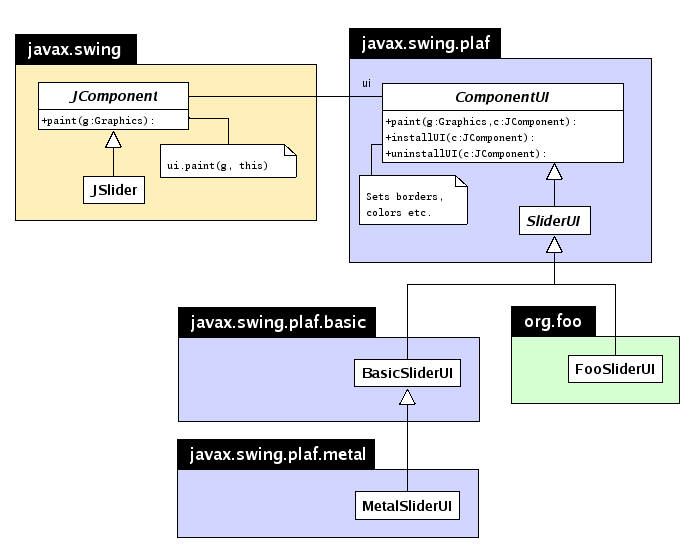 javax.swing
JComponent
+paint(g:Graphics):
ui.paint(g, this)
JSlider
javax.swing.plaf
ui
ComponentUI
+paint(g:Graphics,c:JComponent):
+installUI(c:JComponent):
+uninstallUI(c:JComponent):
Sets borders,
colors etc.
SliderUI
javax.swing.plaf.basic
BasicSliderUI
org.foo
FooSliderUI
javax.swing.plaf.metal
MetalSliderUI